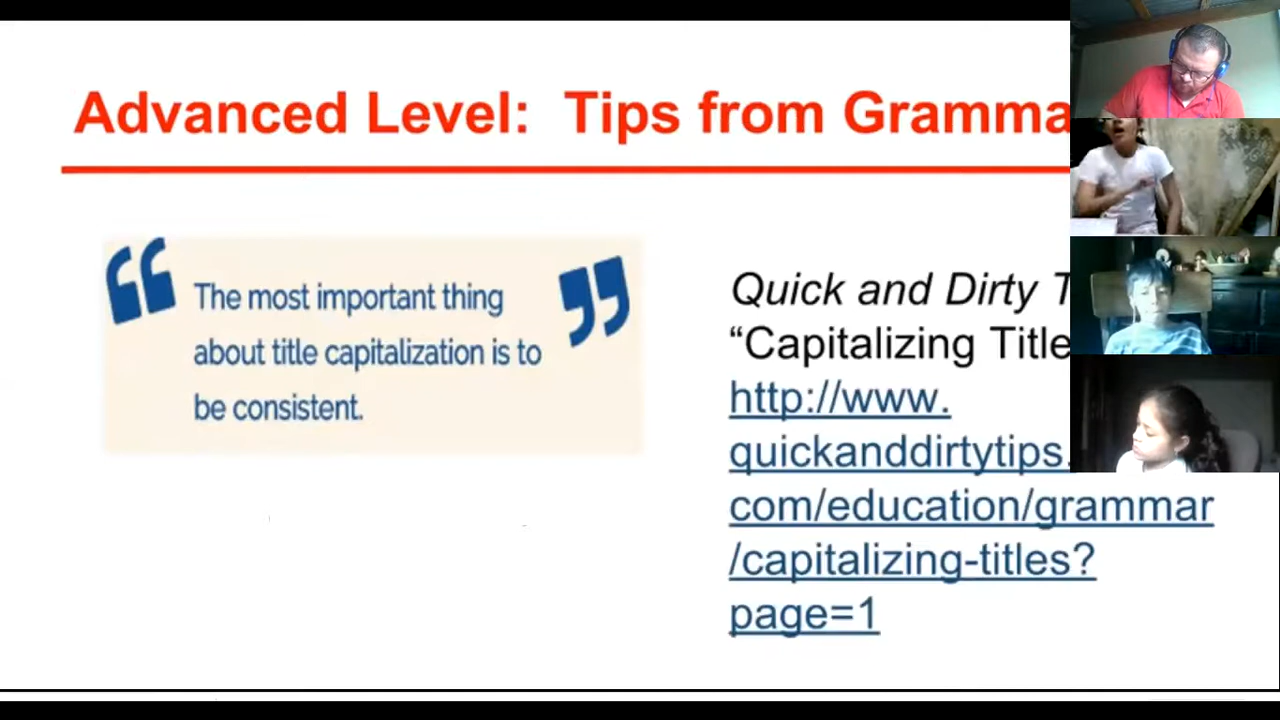 Advanced Level: Tips from Gramma
The most important thing
about title capitalization is to
be consistent.
Quick and Dirty
“Capitalizing Title
http://www.
quickanddirtytips.
com/education/grammar
/capitalizing-titles?
page=1